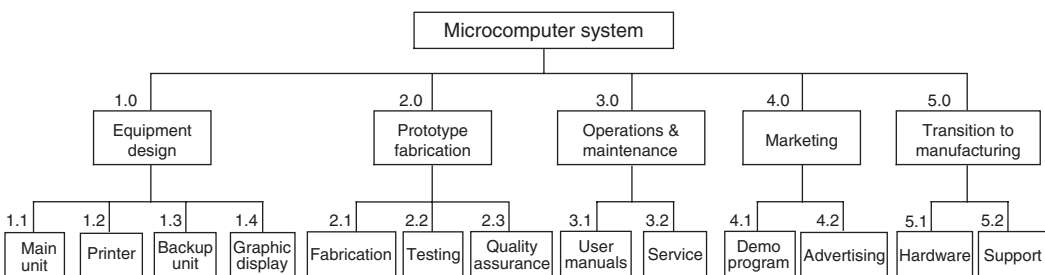 Microcomputer system
1.0
2.0
3.0
4.0
5.0
Equipment
design
Prototype
fabrication
Operations &
maintenance
Marketing
Transition to
manufacturing
1.1
1.2
1.3
1.4
2.1
2.2
2.3
3.1
3.2
4.1
4.2
5.1
5.2
Main
unit
Printer
Backup
unit
Graphic
display
Fabrication
Testing
Quality
assurance
User
manuals
Service
Demo
program
Advertising
Hardware
Support